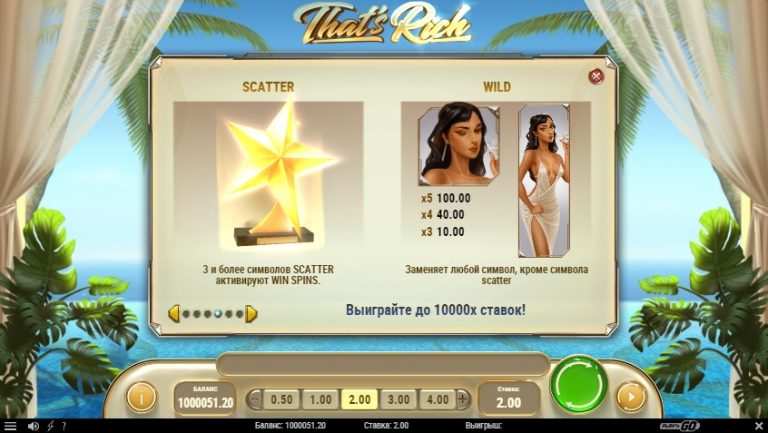 That's Rich
SCATTER
WILD
x5 100.00
x4 40.00
x3 10.00
3 и более символов SCATTER
активируют WIN SPINS.
Заменяет любой символ, кроме символа
scatter
Выиграйте до 10000x ставок!
БАЛАНС
1000051.20
0.50 1.00 2.00 3.00 4.00
Ставка:
2.00
Баланс: 1000051.20 Ставка: 2.00 Выигрыш:
PLAY'N GO